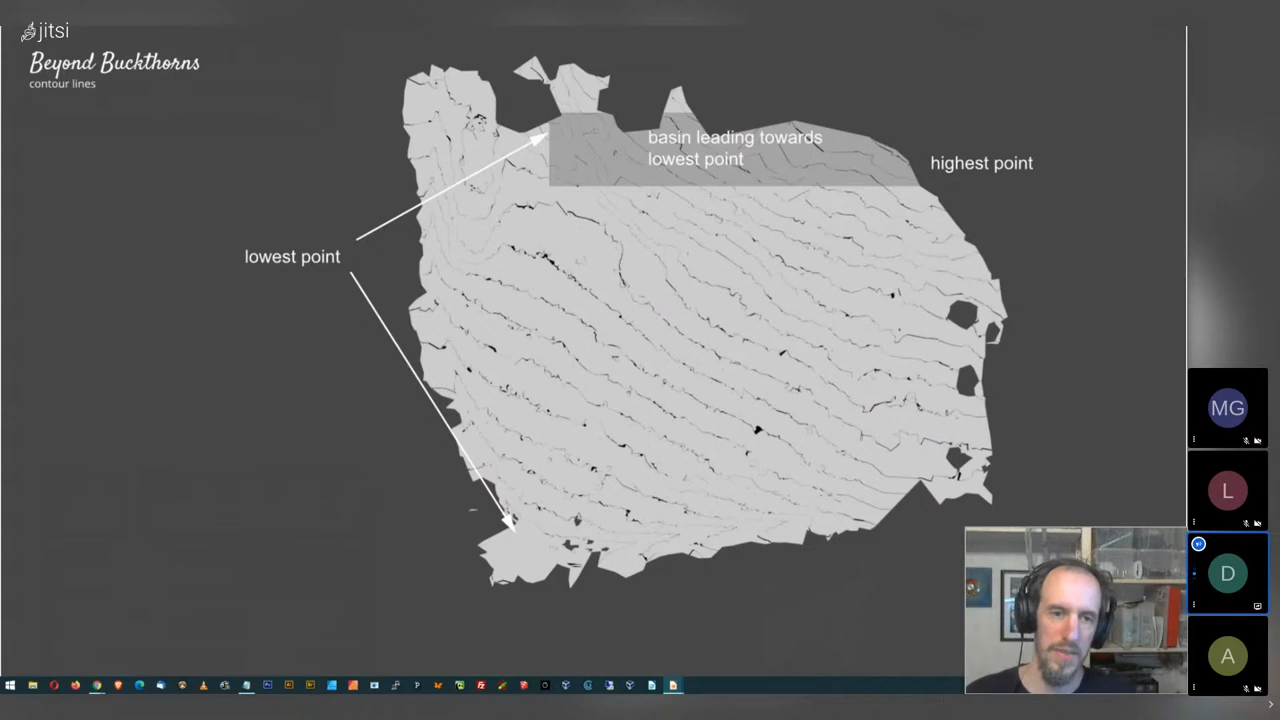 jitsi
Beyond Buckthorns
contour lines
basin leading towards
lowest point
highest point
lowest point
MG
L
D
A